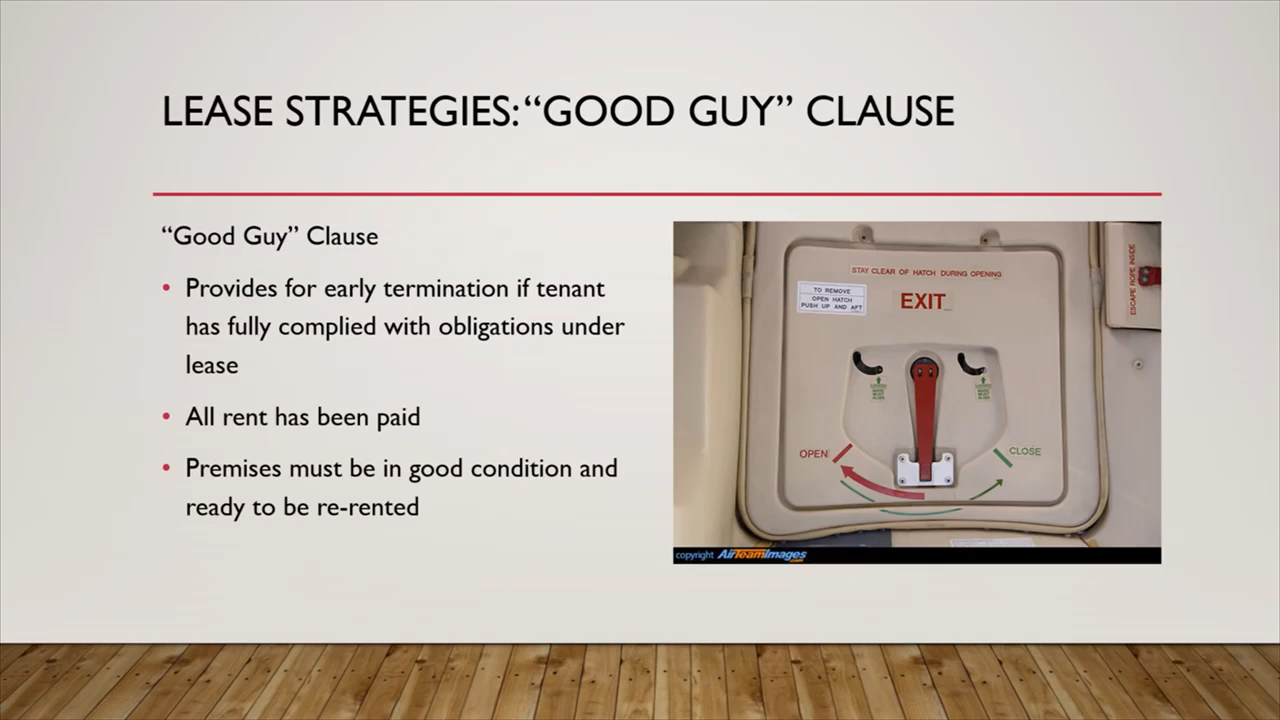 LEASE STRATEGIES: “GOOD GUY” CLAUSE
“Good Guy” Clause
• Provides for early termination if tenant
has fully complied with obligations under
lease
• All rent has been paid
• Premises must be in good condition and
ready to be re-rented
STAY CLEAR OF HATCH DURING OPENING
TO REMOVE
OPEN HATCH
PUSH UP AND AFT
EXIT
ESCAPE ROPE INSIDE
OPEN
CLOSE
copyright AirTeamImages.com